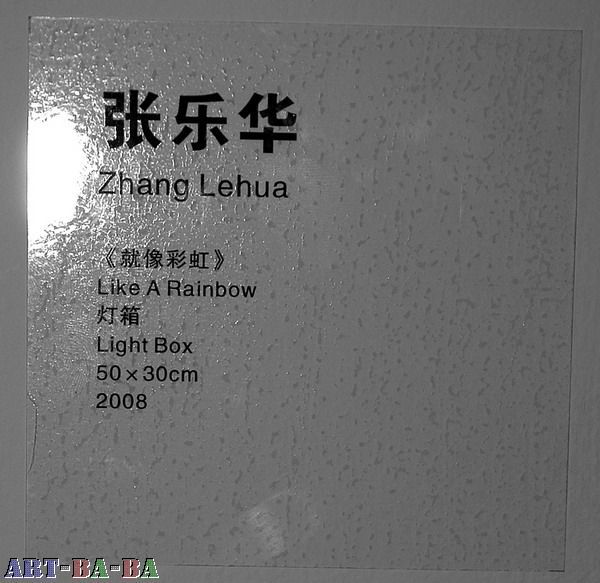 张乐华
Zhang Lehua
《就像彩虹》
Like A Rainbow
灯箱
Light Box
50×30cm
2008
ART-BA-BA